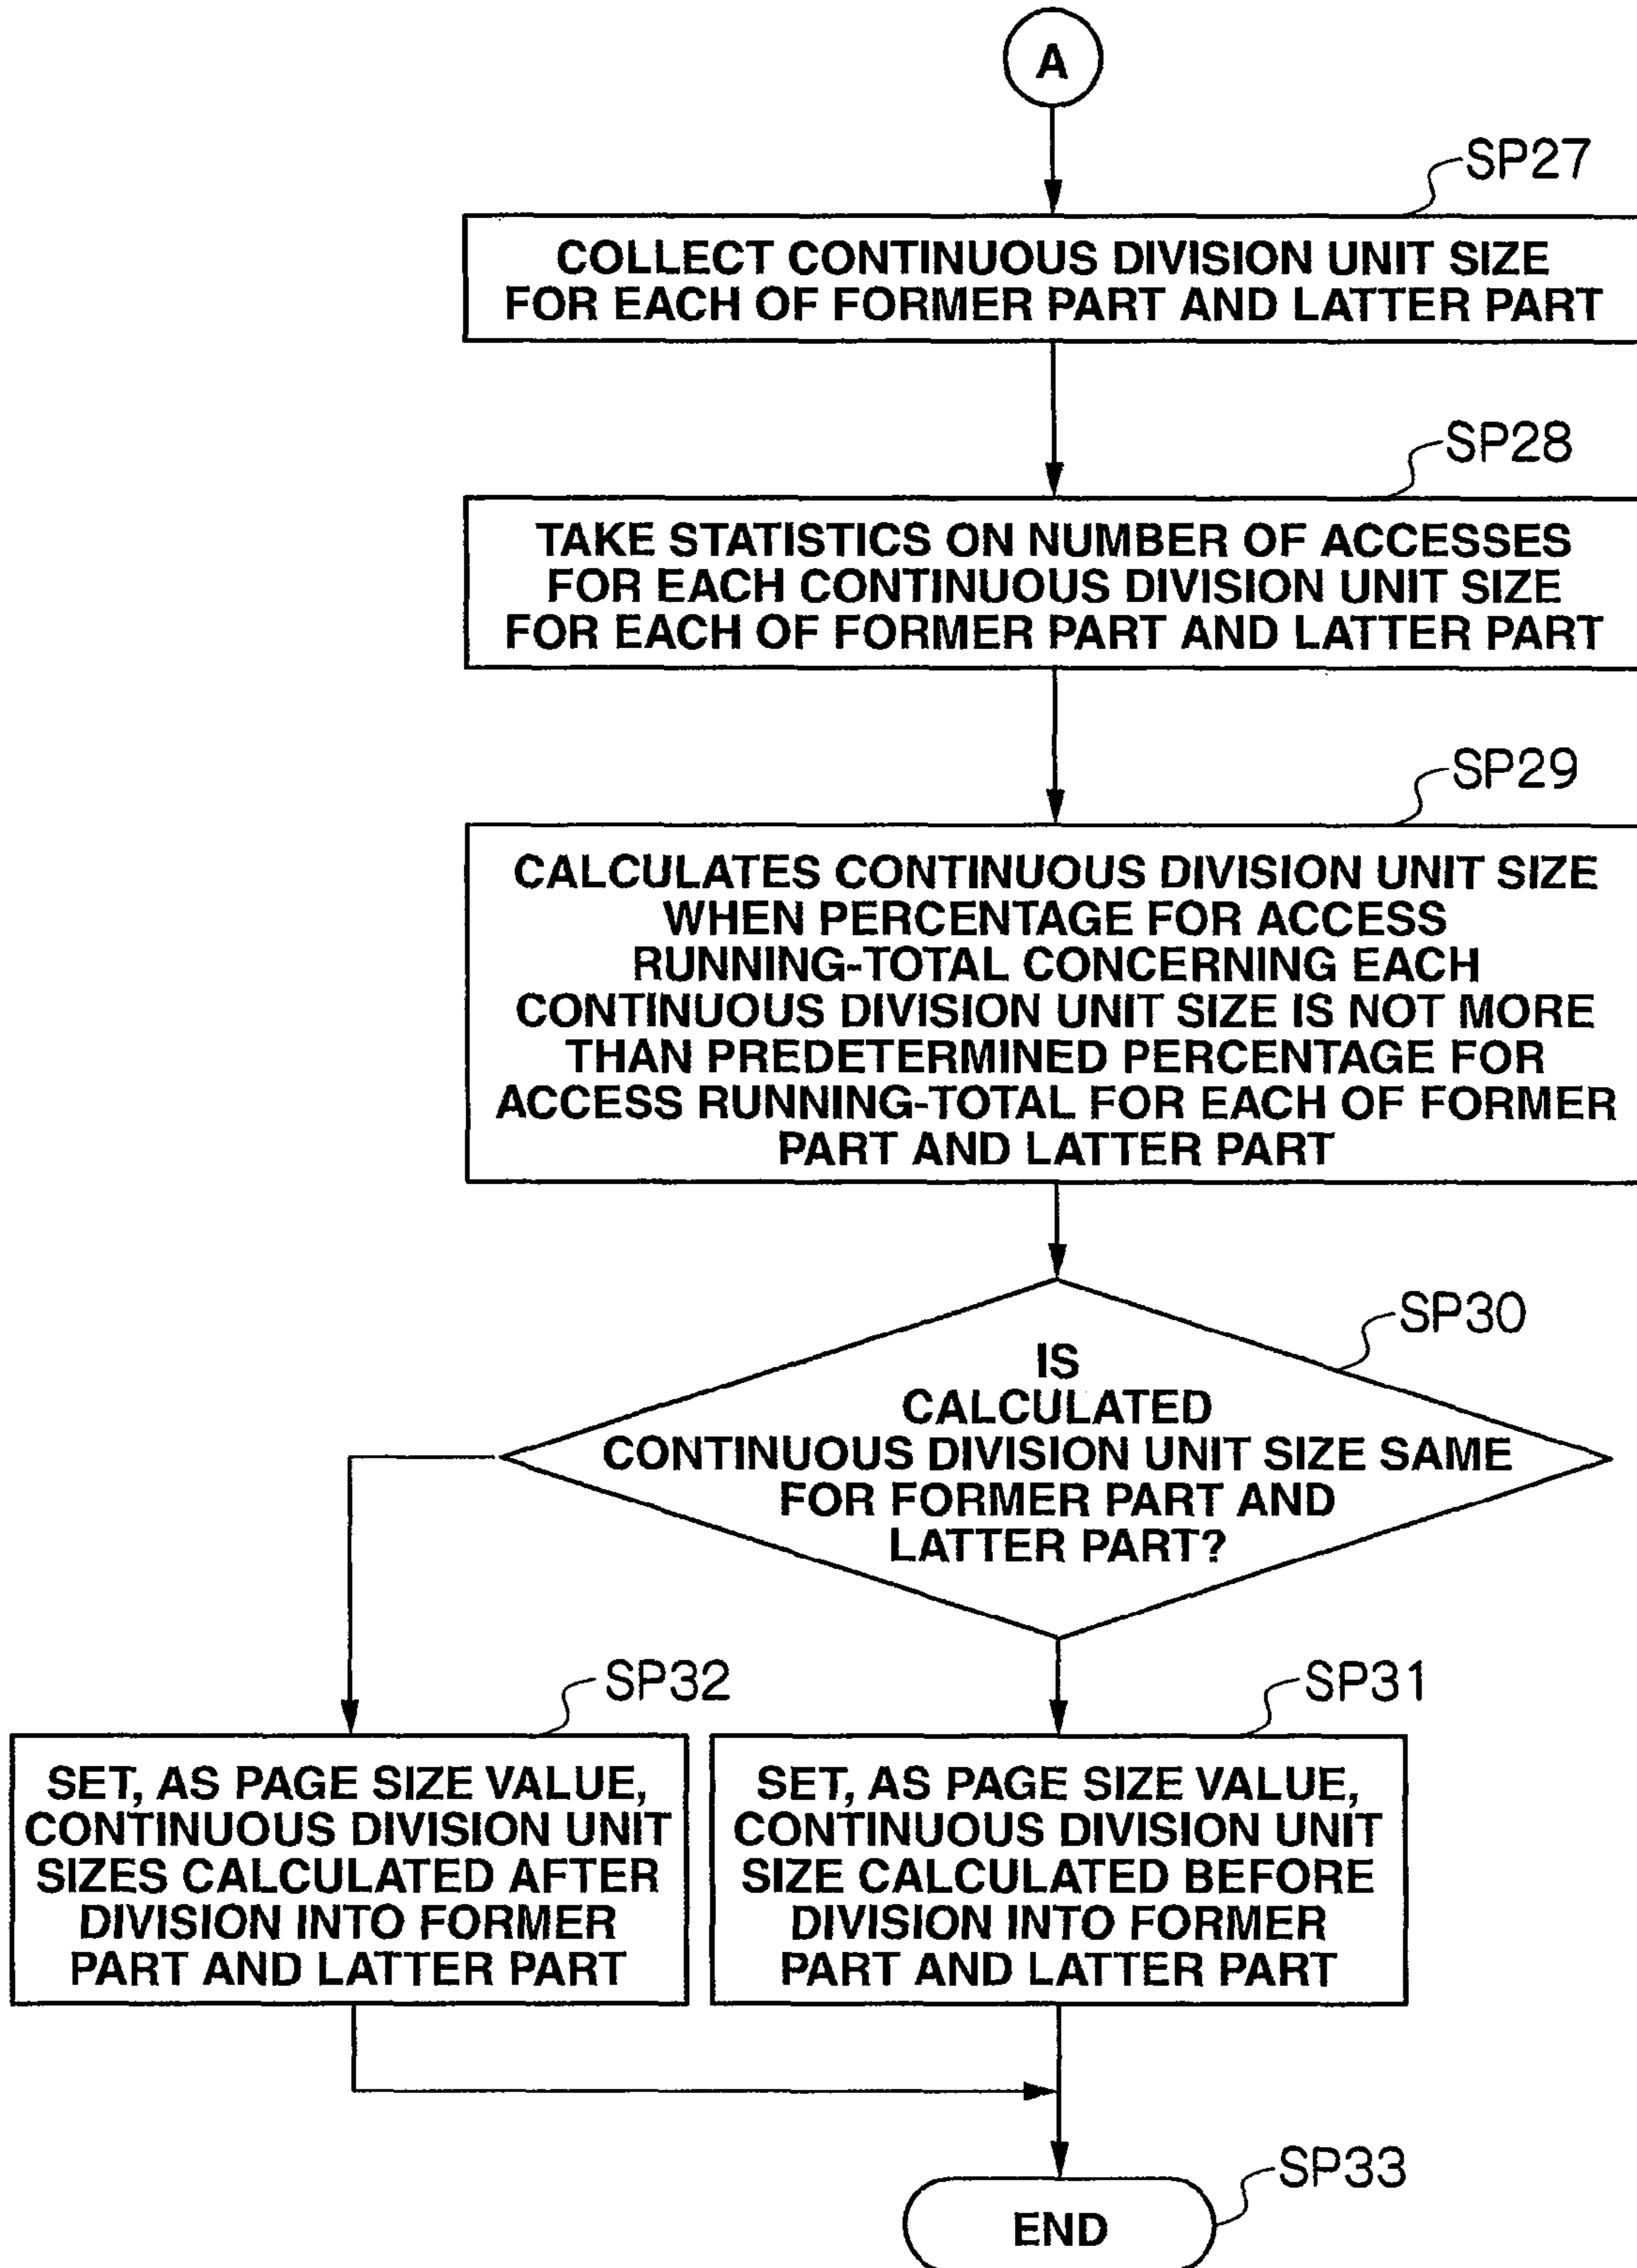 A
SP27
COLLECT CONTINUOUS DIVISION UNIT SIZE
FOR EACH OF FORMER PART AND LATTER PART
SP28
TAKE STATISTICS ON NUMBER OF ACCESSES
FOR EACH CONTINUOUS DIVISION UNIT SIZE
FOR EACH OF FORMER PART AND LATTER PART
SP29
CALCULATES CONTINUOUS DIVISION UNIT SIZE
WHEN PERCENTAGE FOR ACCESS
RUNNING-TOTAL CONCERNING EACH
CONTINUOUS DIVISION UNIT SIZE IS NOT MORE
THAN PREDETERMINED PERCENTAGE FOR
ACCESS RUNNING-TOTAL FOR EACH OF FORMER
PART AND LATTER PART
SP30
IS
CALCULATED
CONTINUOUS DIVISION UNIT SIZE SAME
FOR FORMER PART AND
LATTER PART?
SP32
SET, AS PAGE SIZE VALUE,
CONTINUOUS DIVISION UNIT
SIZES CALCULATED AFTER
DIVISION INTO FORMER
PART AND LATTER PART
SP31
SET, AS PAGE SIZE VALUE,
CONTINUOUS DIVISION UNIT
SIZE CALCULATED BEFORE
DIVISION INTO FORMER
PART AND LATTER PART
SP33
END